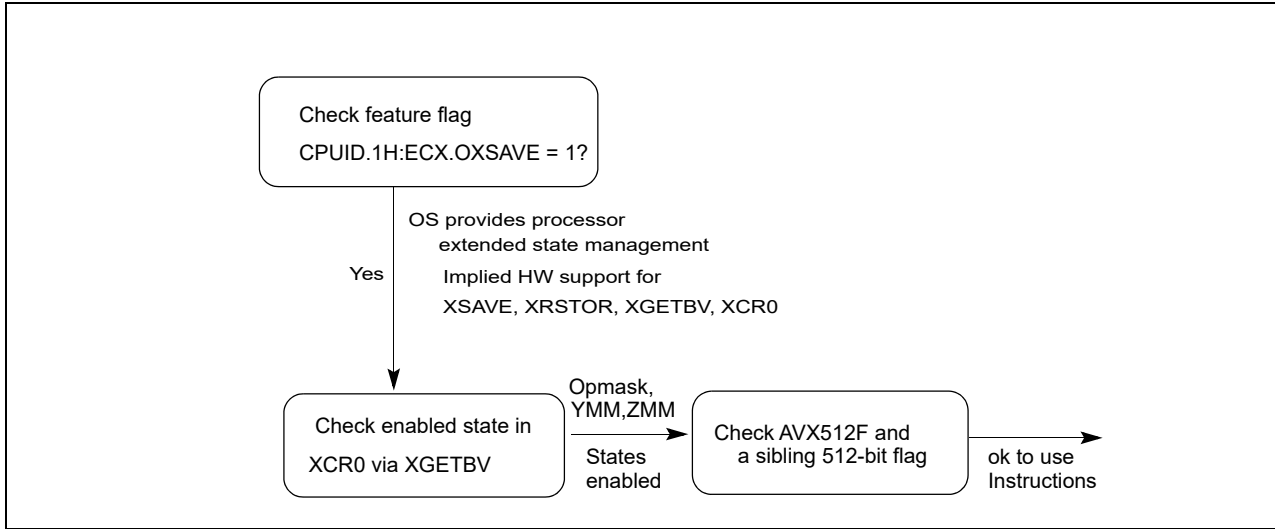 Check feature flag
CPUID.1H:ECX.OXSAVE = 1?
OS provides processor
extended state management
Yes
Implied HW support for
XSAVE, XRSTOR, XGETBV, XCR0
Check enabled state in
XCR0 via XGETBV
Opmask,
YMM,ZMM
States
enabled
Check AVX512F and
a sibling 512-bit flag
ok to use
Instructions